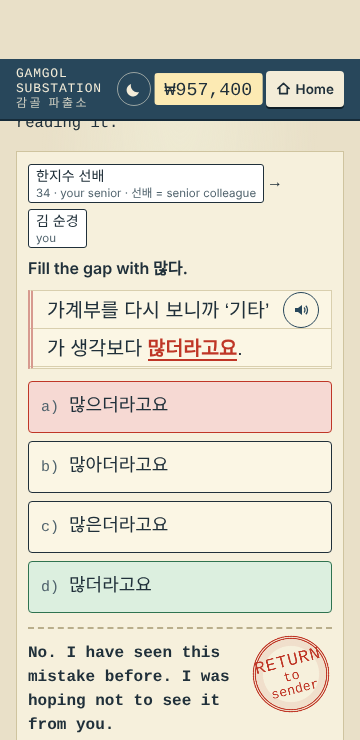 GAMGOL
SUBSTATION
감골 파출소
₩957,400
Home
reading it.
한지수 선배
34 · your senior · 선배 = senior colleague
→
김 순경
you
Fill the gap with 많다.
가계부를 다시 보니까 ‘기타’
가 생각보다 많더라고요.
a) 많으더라고요
b) 많아더라고요
c) 많은더라고요
d) 많더라고요
No. I have seen this
mistake before. I was
hoping not to see it
from you.
RETURN
to
sender